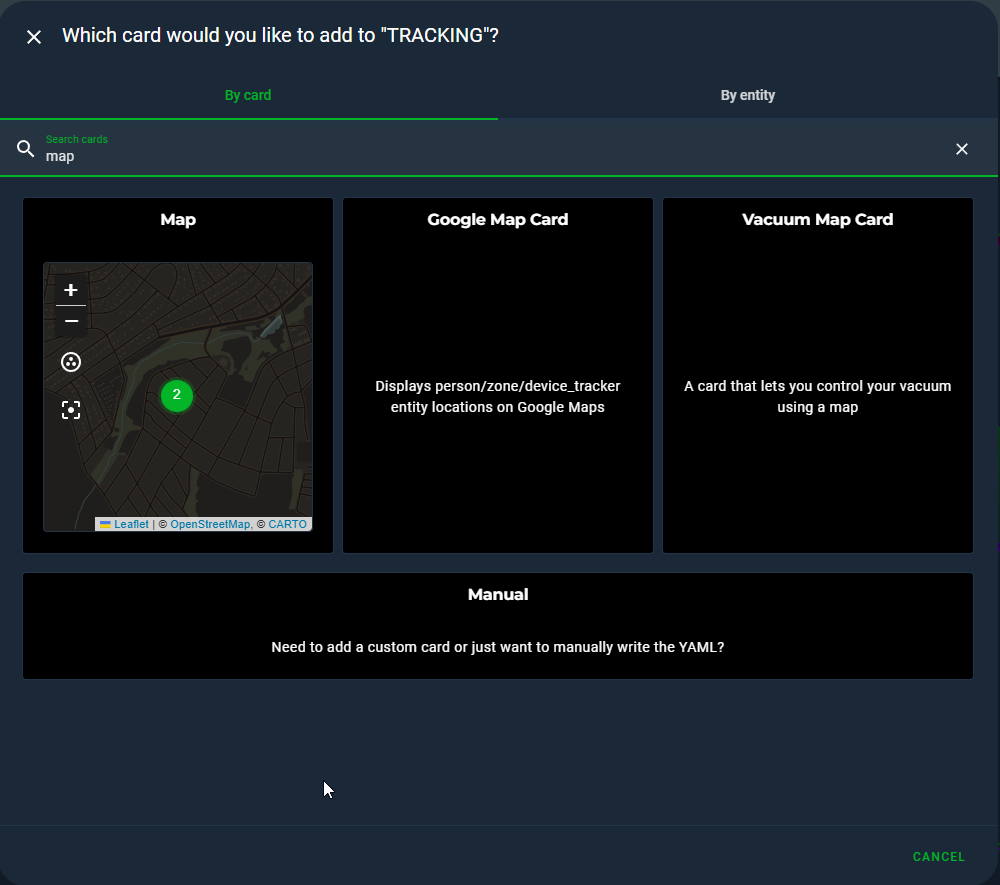 Which card would you like to add to "TRACKING"?
By card
By entity
Search cards
map
Map
+
−
2
Leaflet | © OpenStreetMap, © CARTO
Google Map Card
Displays person/zone/device_tracker
entity locations on Google Maps
Vacuum Map Card
A card that lets you control your vacuum
using a map
Manual
Need to add a custom card or just want to manually write the YAML?
CANCEL